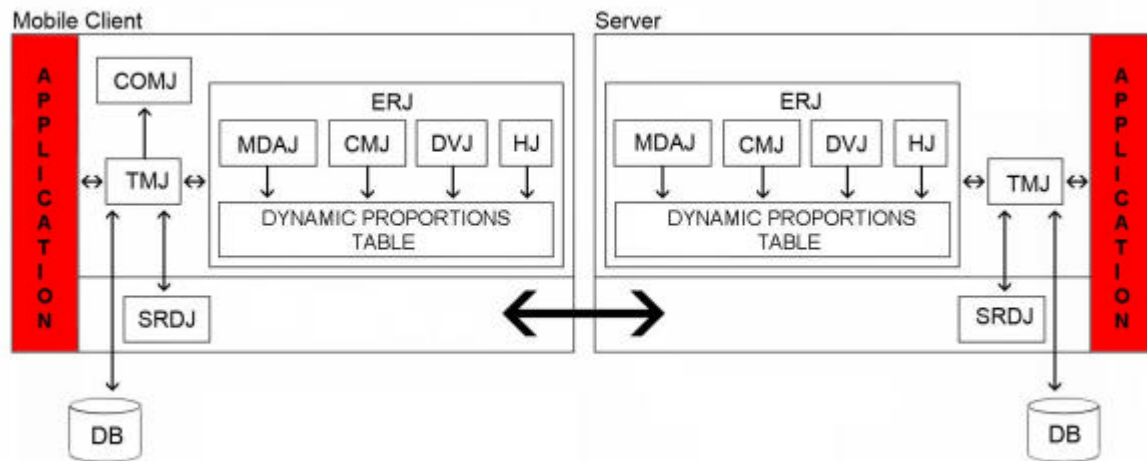 Mobile Client
Server
APPLICATION
COMJ
TMJ
SRDJ
DB
ERJ
MDAJ CMJ DVJ HJ
DYNAMIC PROPORTIONS
TABLE
ERJ
MDAJ CMJ DVJ HJ
DYNAMIC PROPORTIONS
TABLE
TMJ
SRDJ
DB
APPLICATION